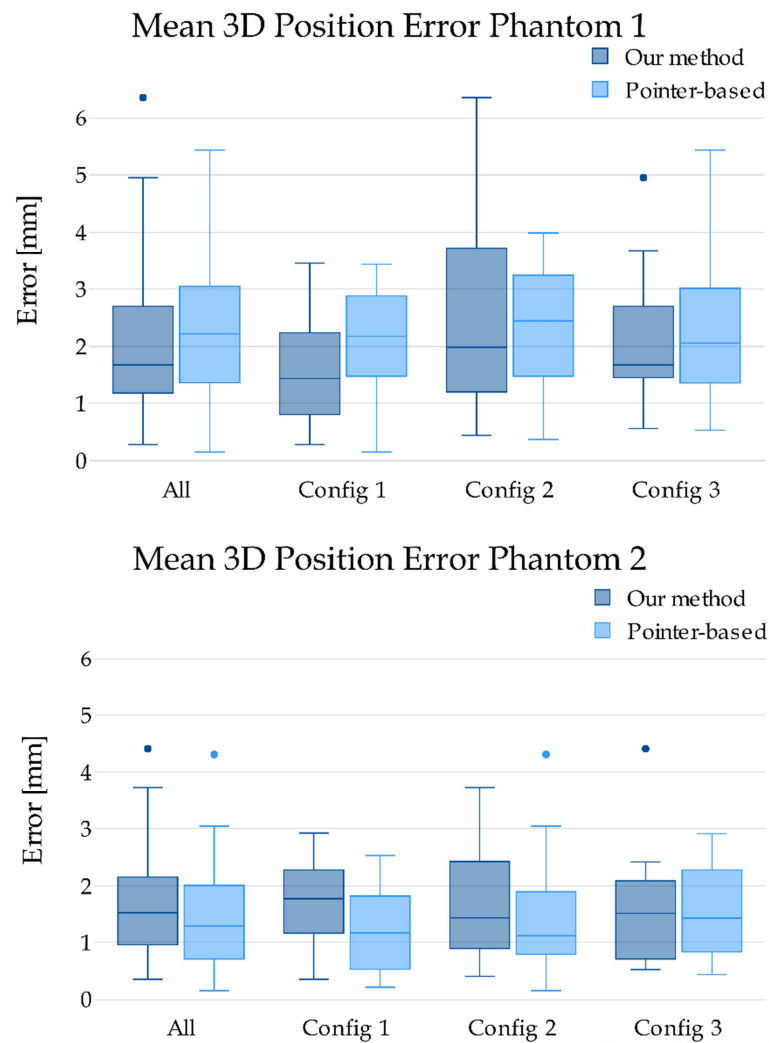 Mean 3D Position Error Phantom 1
Our method
Pointer-based
Error [mm]
6
5
4
3
2
1
0
All Config 1 Config 2 Config 3
Mean 3D Position Error Phantom 2
Our method
Pointer-based
Error [mm]
6
5
4
3
2
1
0
All Config 1 Config 2 Config 3